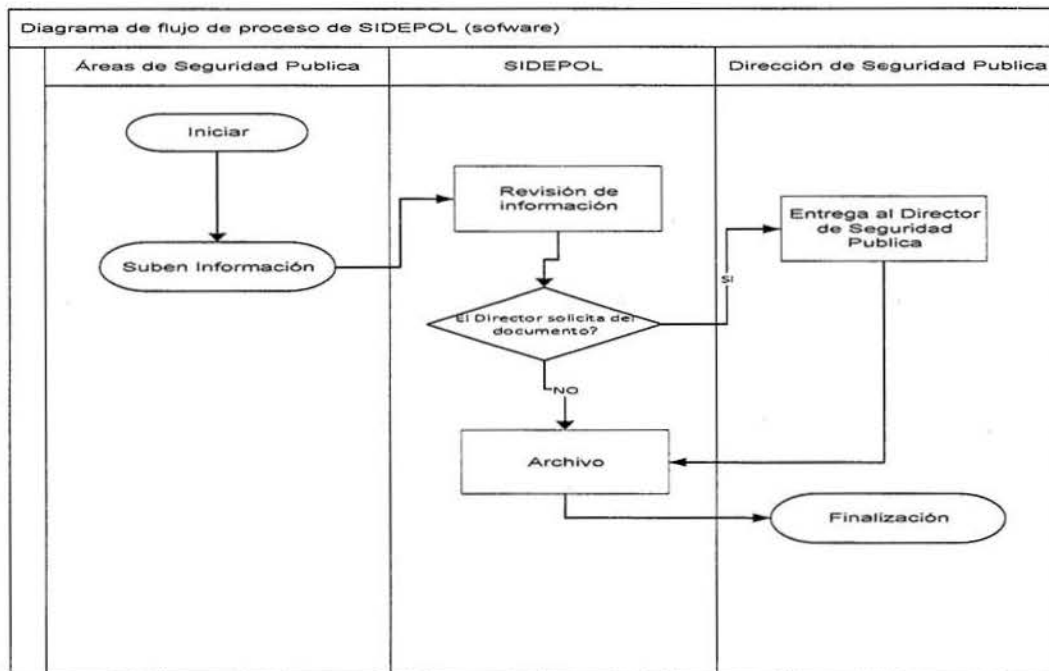 Diagrama de flujo de proceso de SIDEPOL (sofware)
Áreas de Seguridad Publica
SIDEPOL
Dirección de Seguridad Publica
Iniciar
Suben Información
Revisión de
información
Entrega al Director
de Seguridad
Publica
SI
El Director solicita del
documento?
NO
Archivo
Finalización